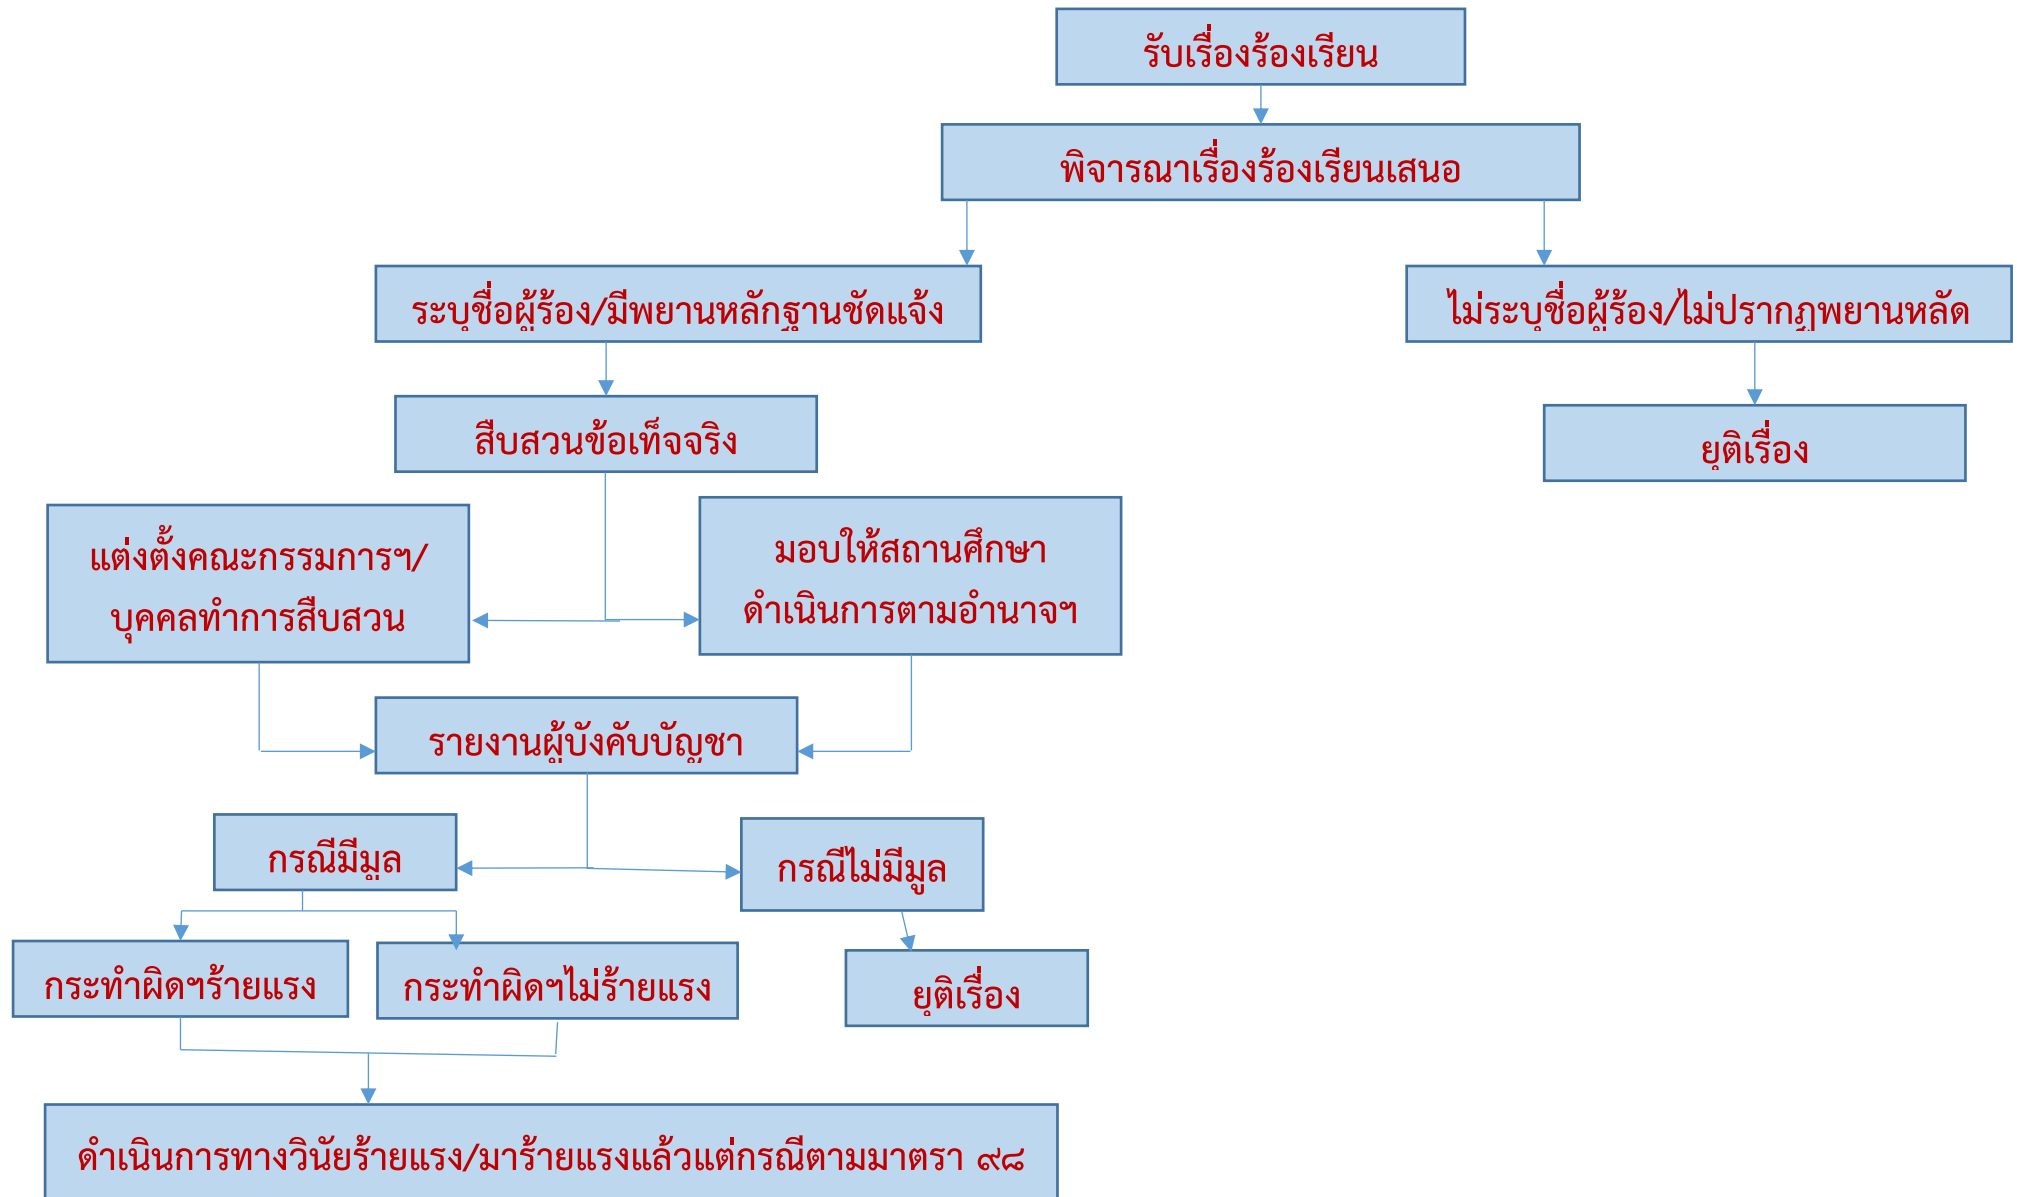 รับเรื่องร้องเรียน
พิจารณาเรื่องร้องเรียนเสนอ
ระบุชื่อผู้ร้อง/มีพยานหลักฐานชัดแจ้ง
ไม่ระบุชื่อผู้ร้อง/ไม่ปรากฏพยานหลัด
สืบสวนข้อเท็จจริง
ยุติเรื่อง
แต่งตั้งคณะกรรมการฯ/
บุคคลทำการสืบสวน
มอบให้สถานศึกษา
ดำเนินการตามอำนาจฯ
รายงานผู้บังคับบัญชา
กรณีมีมูล
กรณีไม่มีมูล
กระทำผิดฯร้ายแรง
กระทำผิดฯไม่ร้ายแรง
ยุติเรื่อง
ดำเนินการทางวินัยร้ายแรง/มาร้ายแรงแล้วแต่กรณีตามมาตรา ๙๘